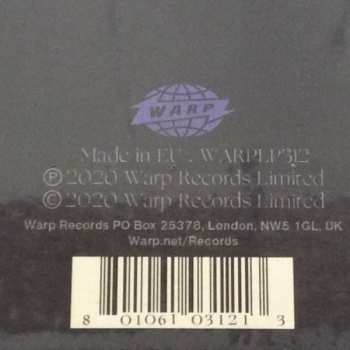 WARP
Made in EU . WARPLP312
Ⓟ 2020 Warp Records Limited
© 2020 Warp Records Limited
Warp Records PO Box 25378, London, NW5 1GL, UK
Warp.net/Records
8 01061 03121 3